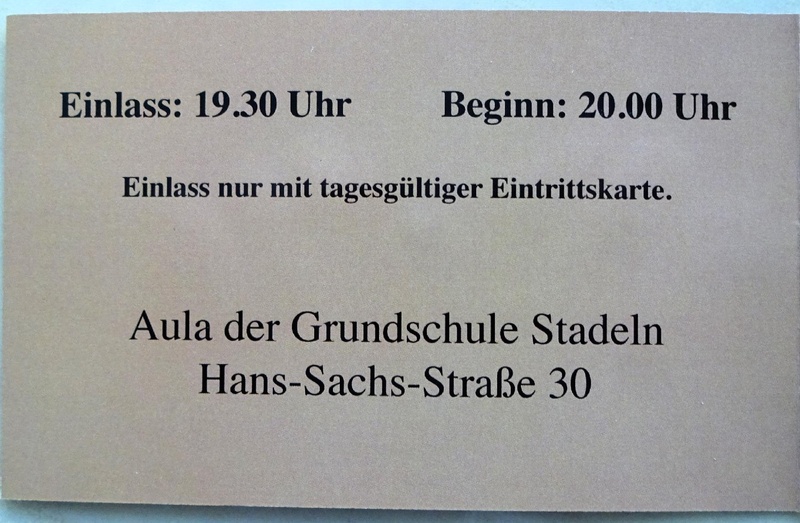 Einlass: 19.30 Uhr Beginn: 20.00 Uhr
Einlass nur mit tagesgültiger Eintrittskarte.
Aula der Grundschule Stadeln
Hans-Sachs-Straße 30